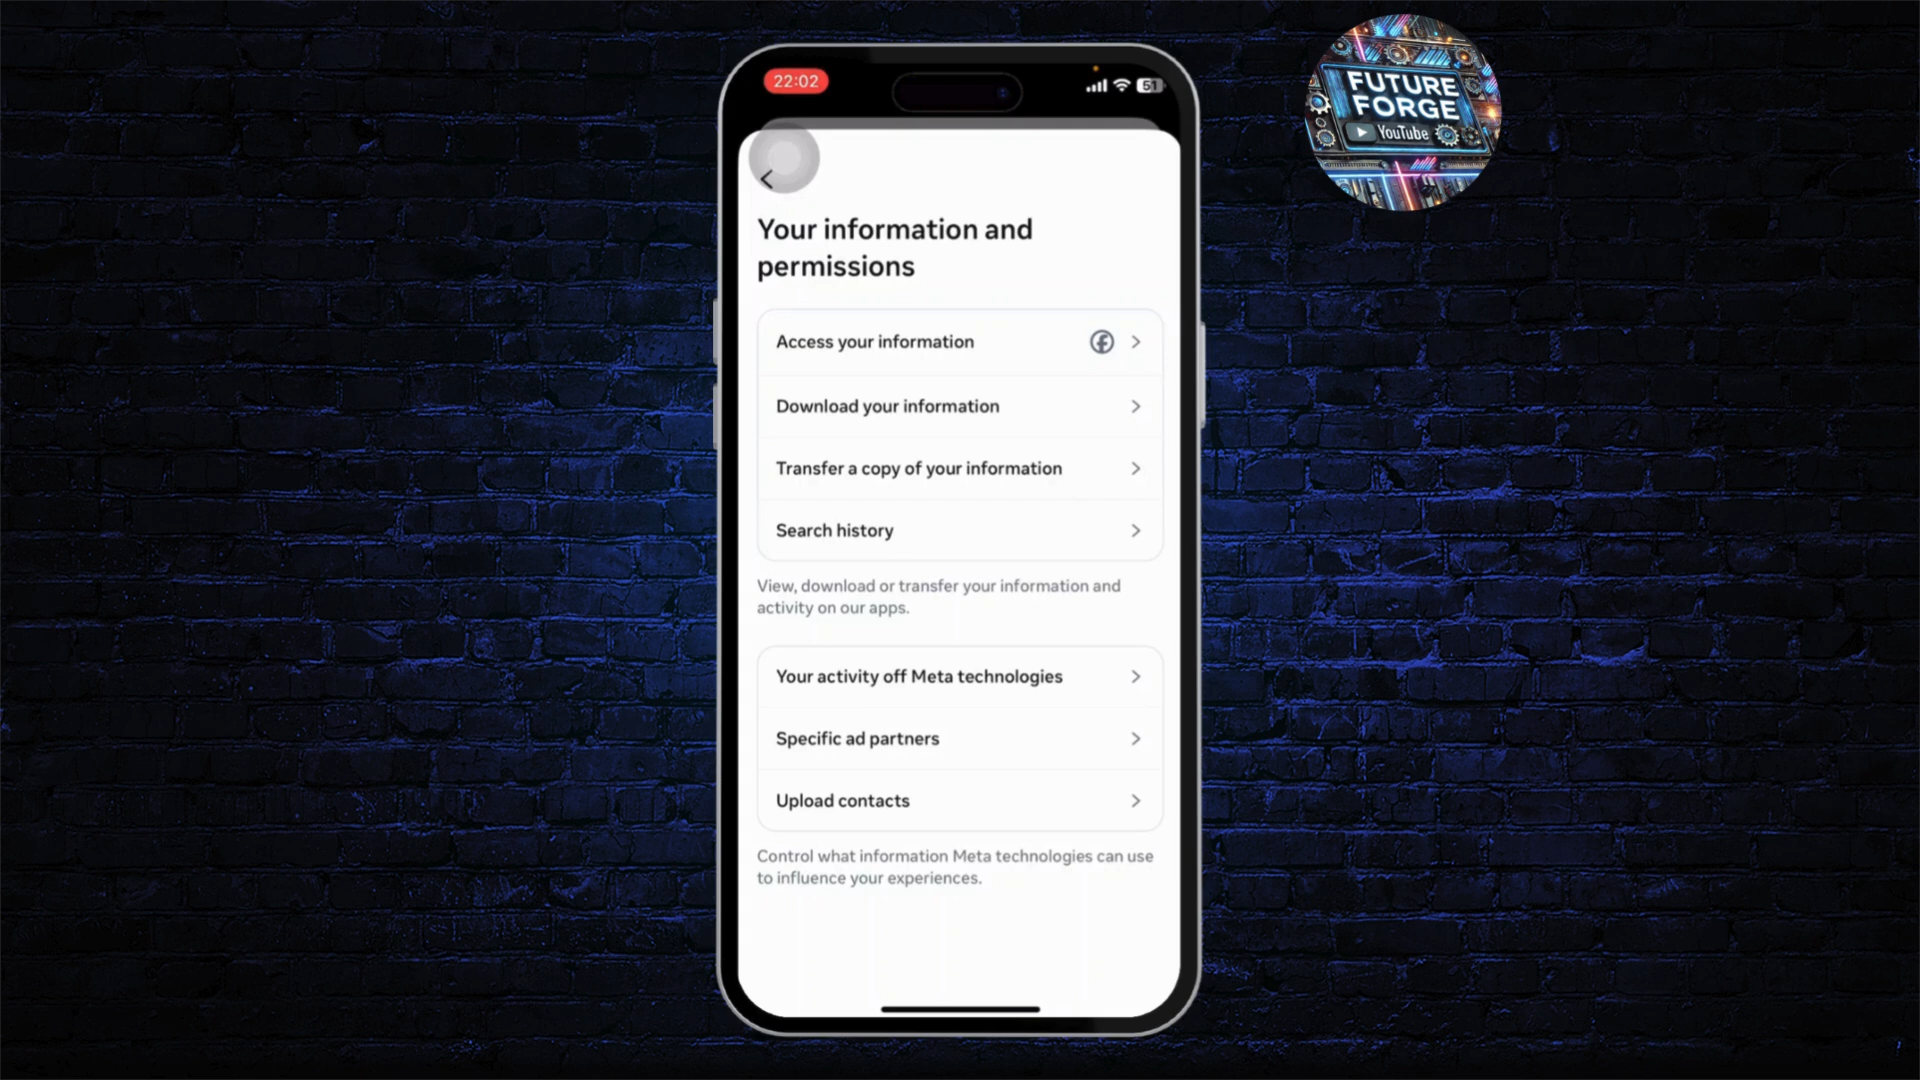 22:02
51
FUTURE
FORGE
YouTube
Your information and
permissions
Access your information
Download your information
Transfer a copy of your information
Search history
View, download or transfer your information and
activity on our apps.
Your activity off Meta technologies
Specific ad partners
Upload contacts
Control what information Meta technologies can use
to influence your experiences.